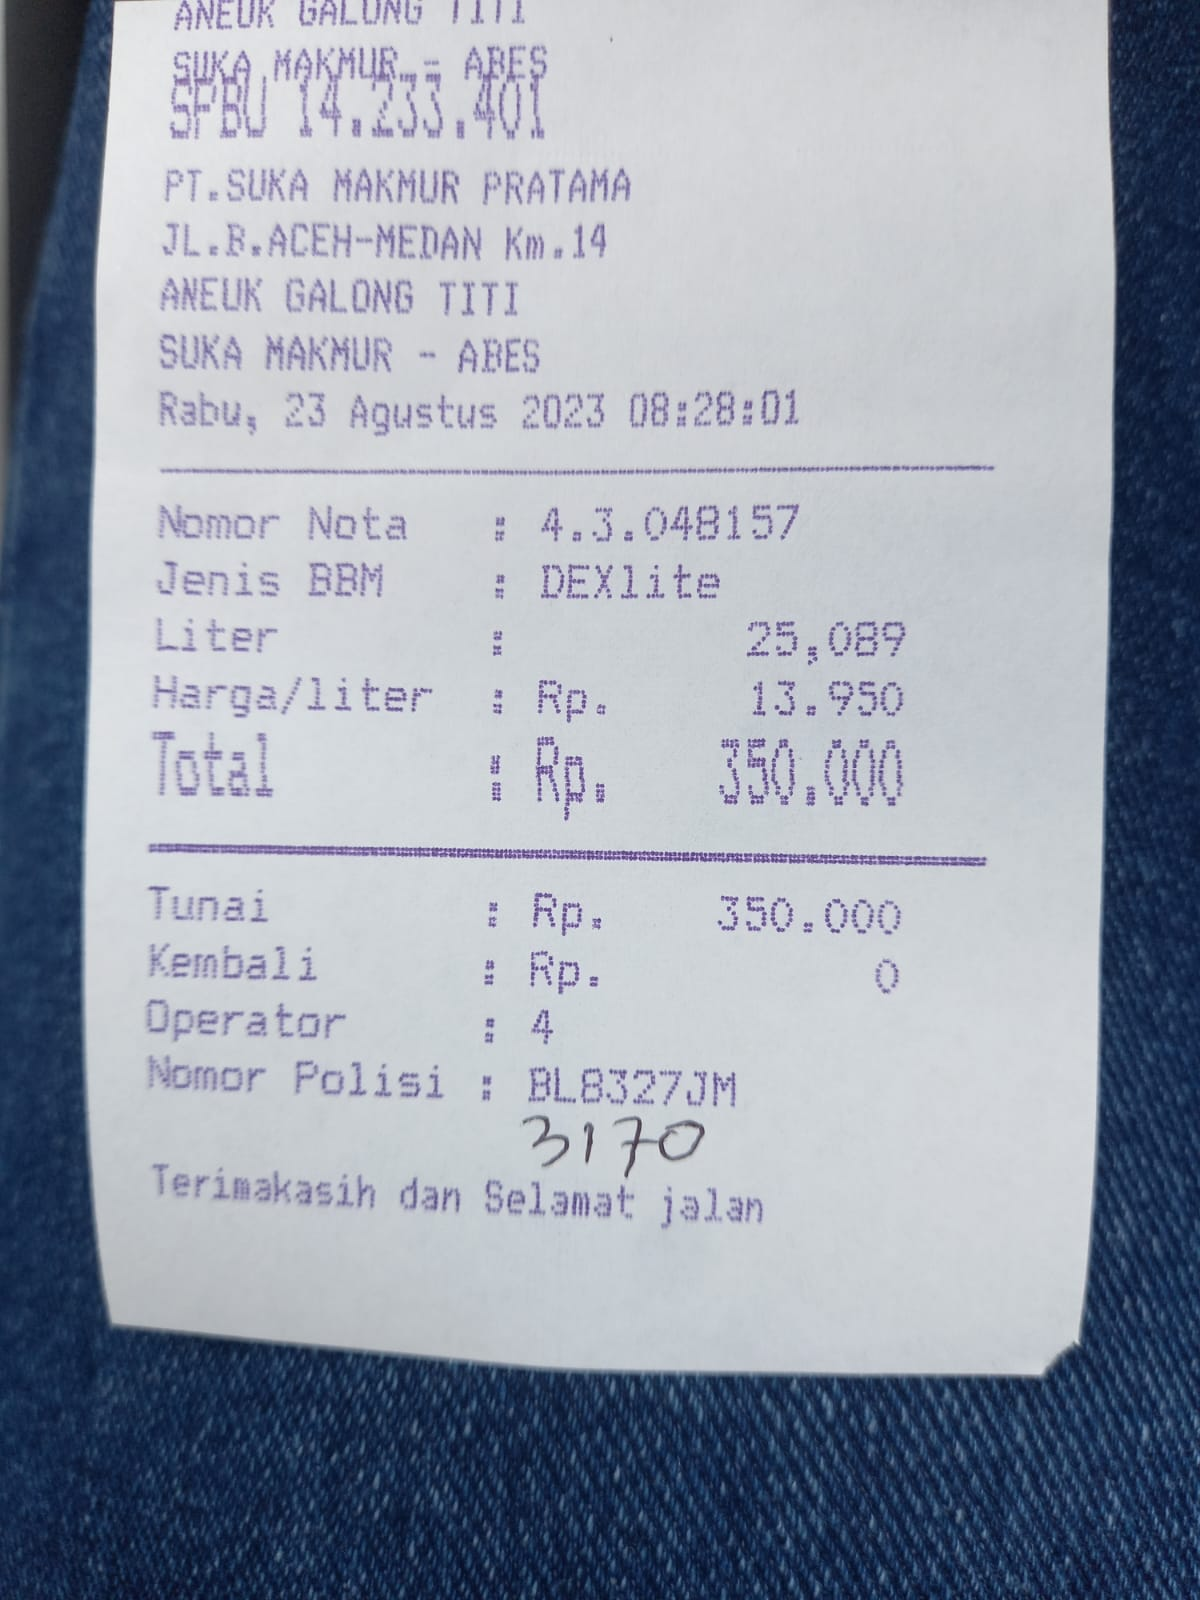 ANEUK GALONG TITI
SUKA MAKMUR - ABES
SPBU 14.233.401
PT.SUKA MAKMUR PRATAMA
JL.B.ACEH-MEDAN Km.14
ANEUK GALONG TITI
SUKA MAKMUR - ABES
Rabu, 23 Agustus 2023 08:28:01
Nomor Nota : 4.3.048157
Jenis BBM : DEXlite
Liter : 25,089
Harga/liter : Rp. 13.950
Total : Rp. 350.000
Tunai : Rp. 350.000
Kembali : Rp. 0
Operator : 4
Nomor Polisi : BL8327JM
3170
Terimakasih dan Selamat jalan